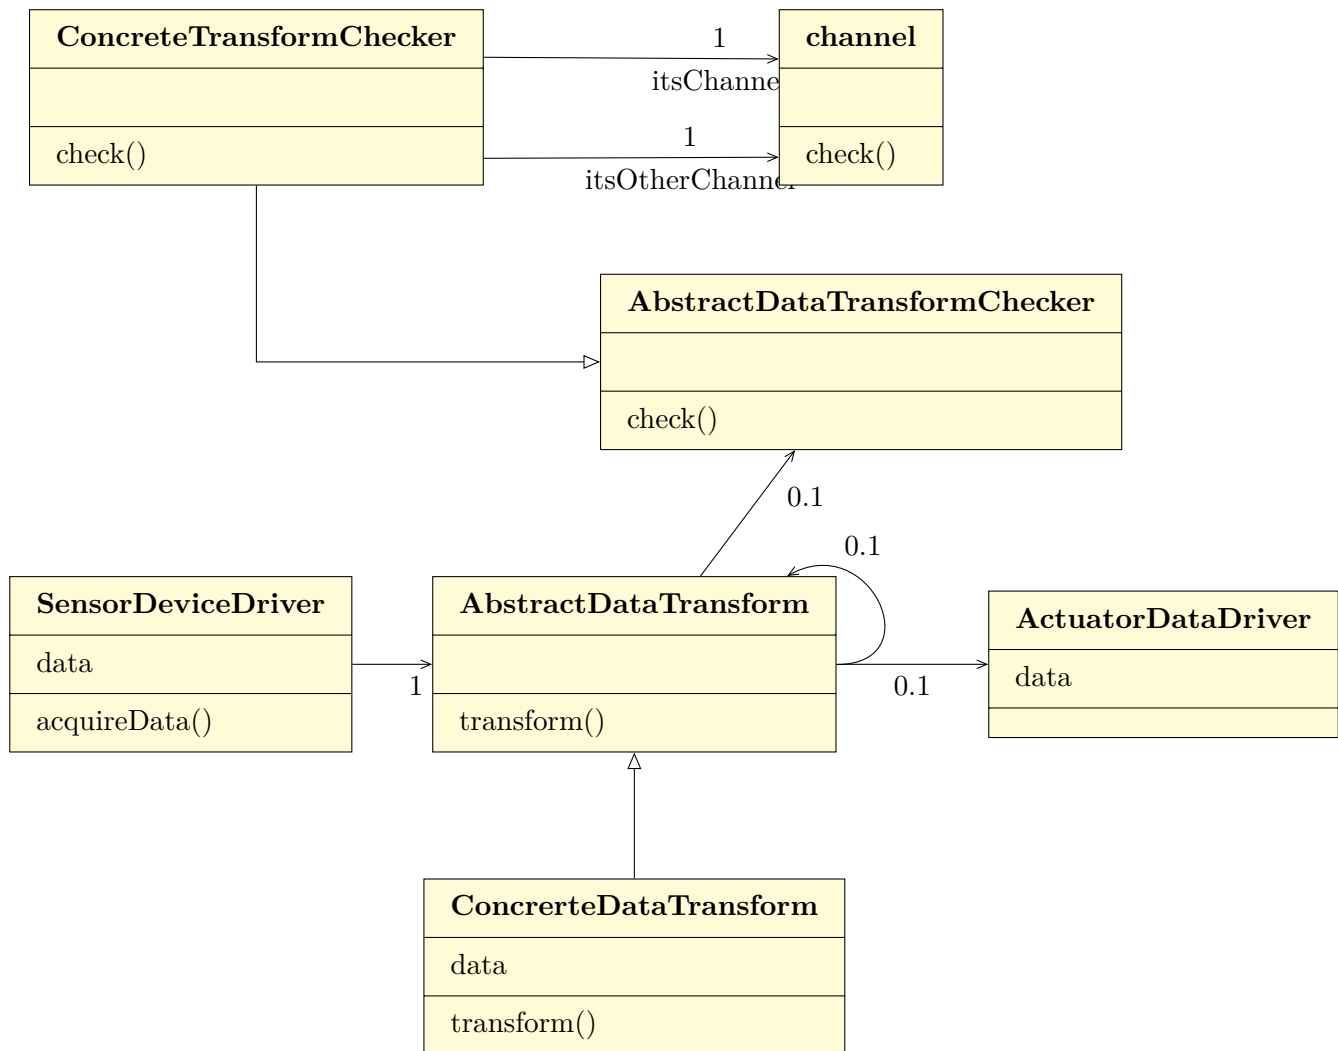 ConcreteTransformChecker
check()
1
itsChanne
1
itsOtherChannel
channel
check()
AbstractDataTransformChecker
check()
0.1
0.1
SensorDeviceDriver
data
acquireData()
1
AbstractDataTransform
transform()
0.1
ActuatorDataDriver
data
ConcrerteDataTransform
data
transform()